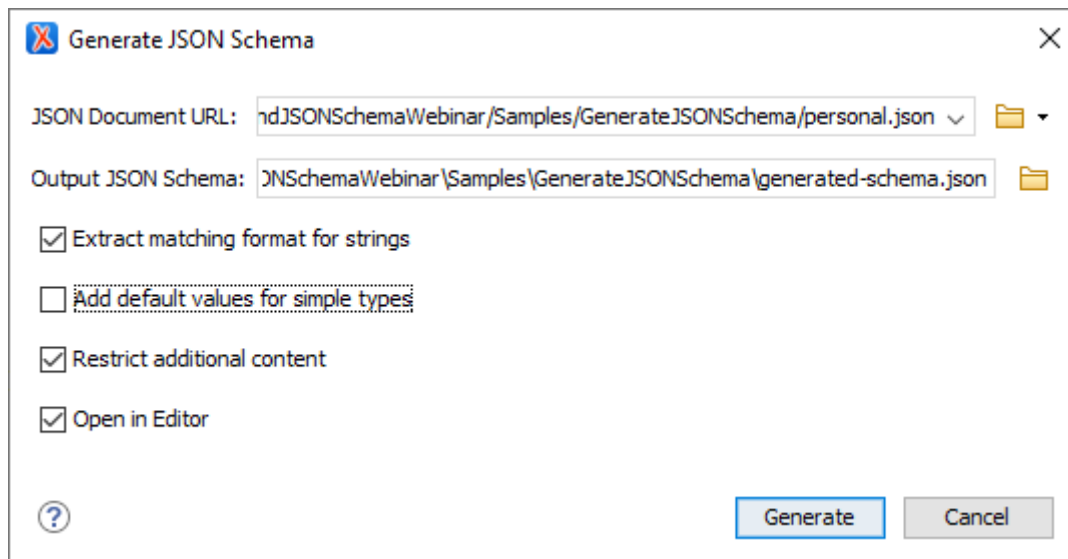 Generate JSON Schema
JSON Document URL: ndJSONSchemaWebinar/Samples/GenerateJSONSchema/personal.json
Output JSON Schema: ONSchemaWebinar\Samples\GenerateJSONSchema\generated-schema.json
Extract matching format for strings
Add default values for simple types
Restrict additional content
Open in Editor
? Generate Cancel